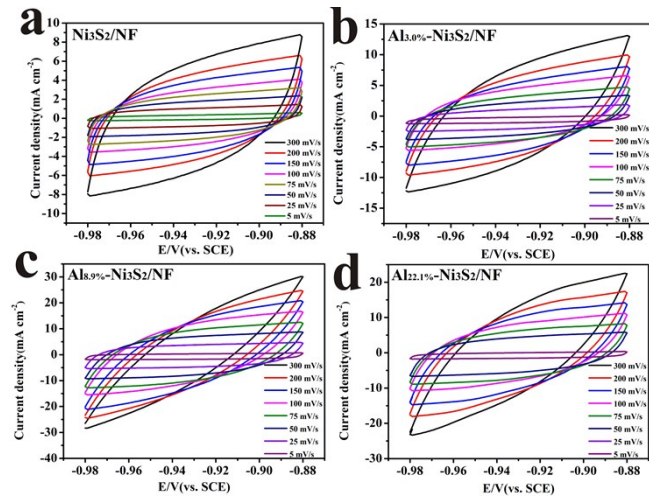 a
Ni3S2/NF
Current density(mA cm-2)
10
8
6
4
2
0
-2
-4
-6
-8
-10
300 mV/s
200 mV/s
150 mV/s
100 mV/s
75 mV/s
50 mV/s
25 mV/s
5 mV/s
-0.98 -0.96 -0.94 -0.92 -0.90 -0.88
E/V(vs. SCE)
b
Al3.0%-Ni3S2/NF
Current density(mA cm-2)
15
10
5
0
-5
-10
-15
300 mV/s
200 mV/s
150 mV/s
100 mV/s
75 mV/s
50 mV/s
25 mV/s
5 mV/s
-0.98 -0.96 -0.94 -0.92 -0.90 -0.88
E/V(vs. SCE)
c
Al8.9%-Ni3S2/NF
Current density(mA cm-2)
30
20
10
0
-10
-20
-30
-40
300 mV/s
200 mV/s
150 mV/s
100 mV/s
75 mV/s
50 mV/s
25 mV/s
5 mV/s
-0.98 -0.96 -0.94 -0.92 -0.90 -0.88
E/V(vs. SCE)
d
Al22.1%-Ni3S2/NF
Current density(mA cm-2)
30
20
10
0
-10
-20
-30
300 mV/s
200 mV/s
150 mV/s
100 mV/s
75 mV/s
50 mV/s
25 mV/s
5 mV/s
-0.98 -0.96 -0.94 -0.92 -0.90 -0.88
E/V(vs. SCE)